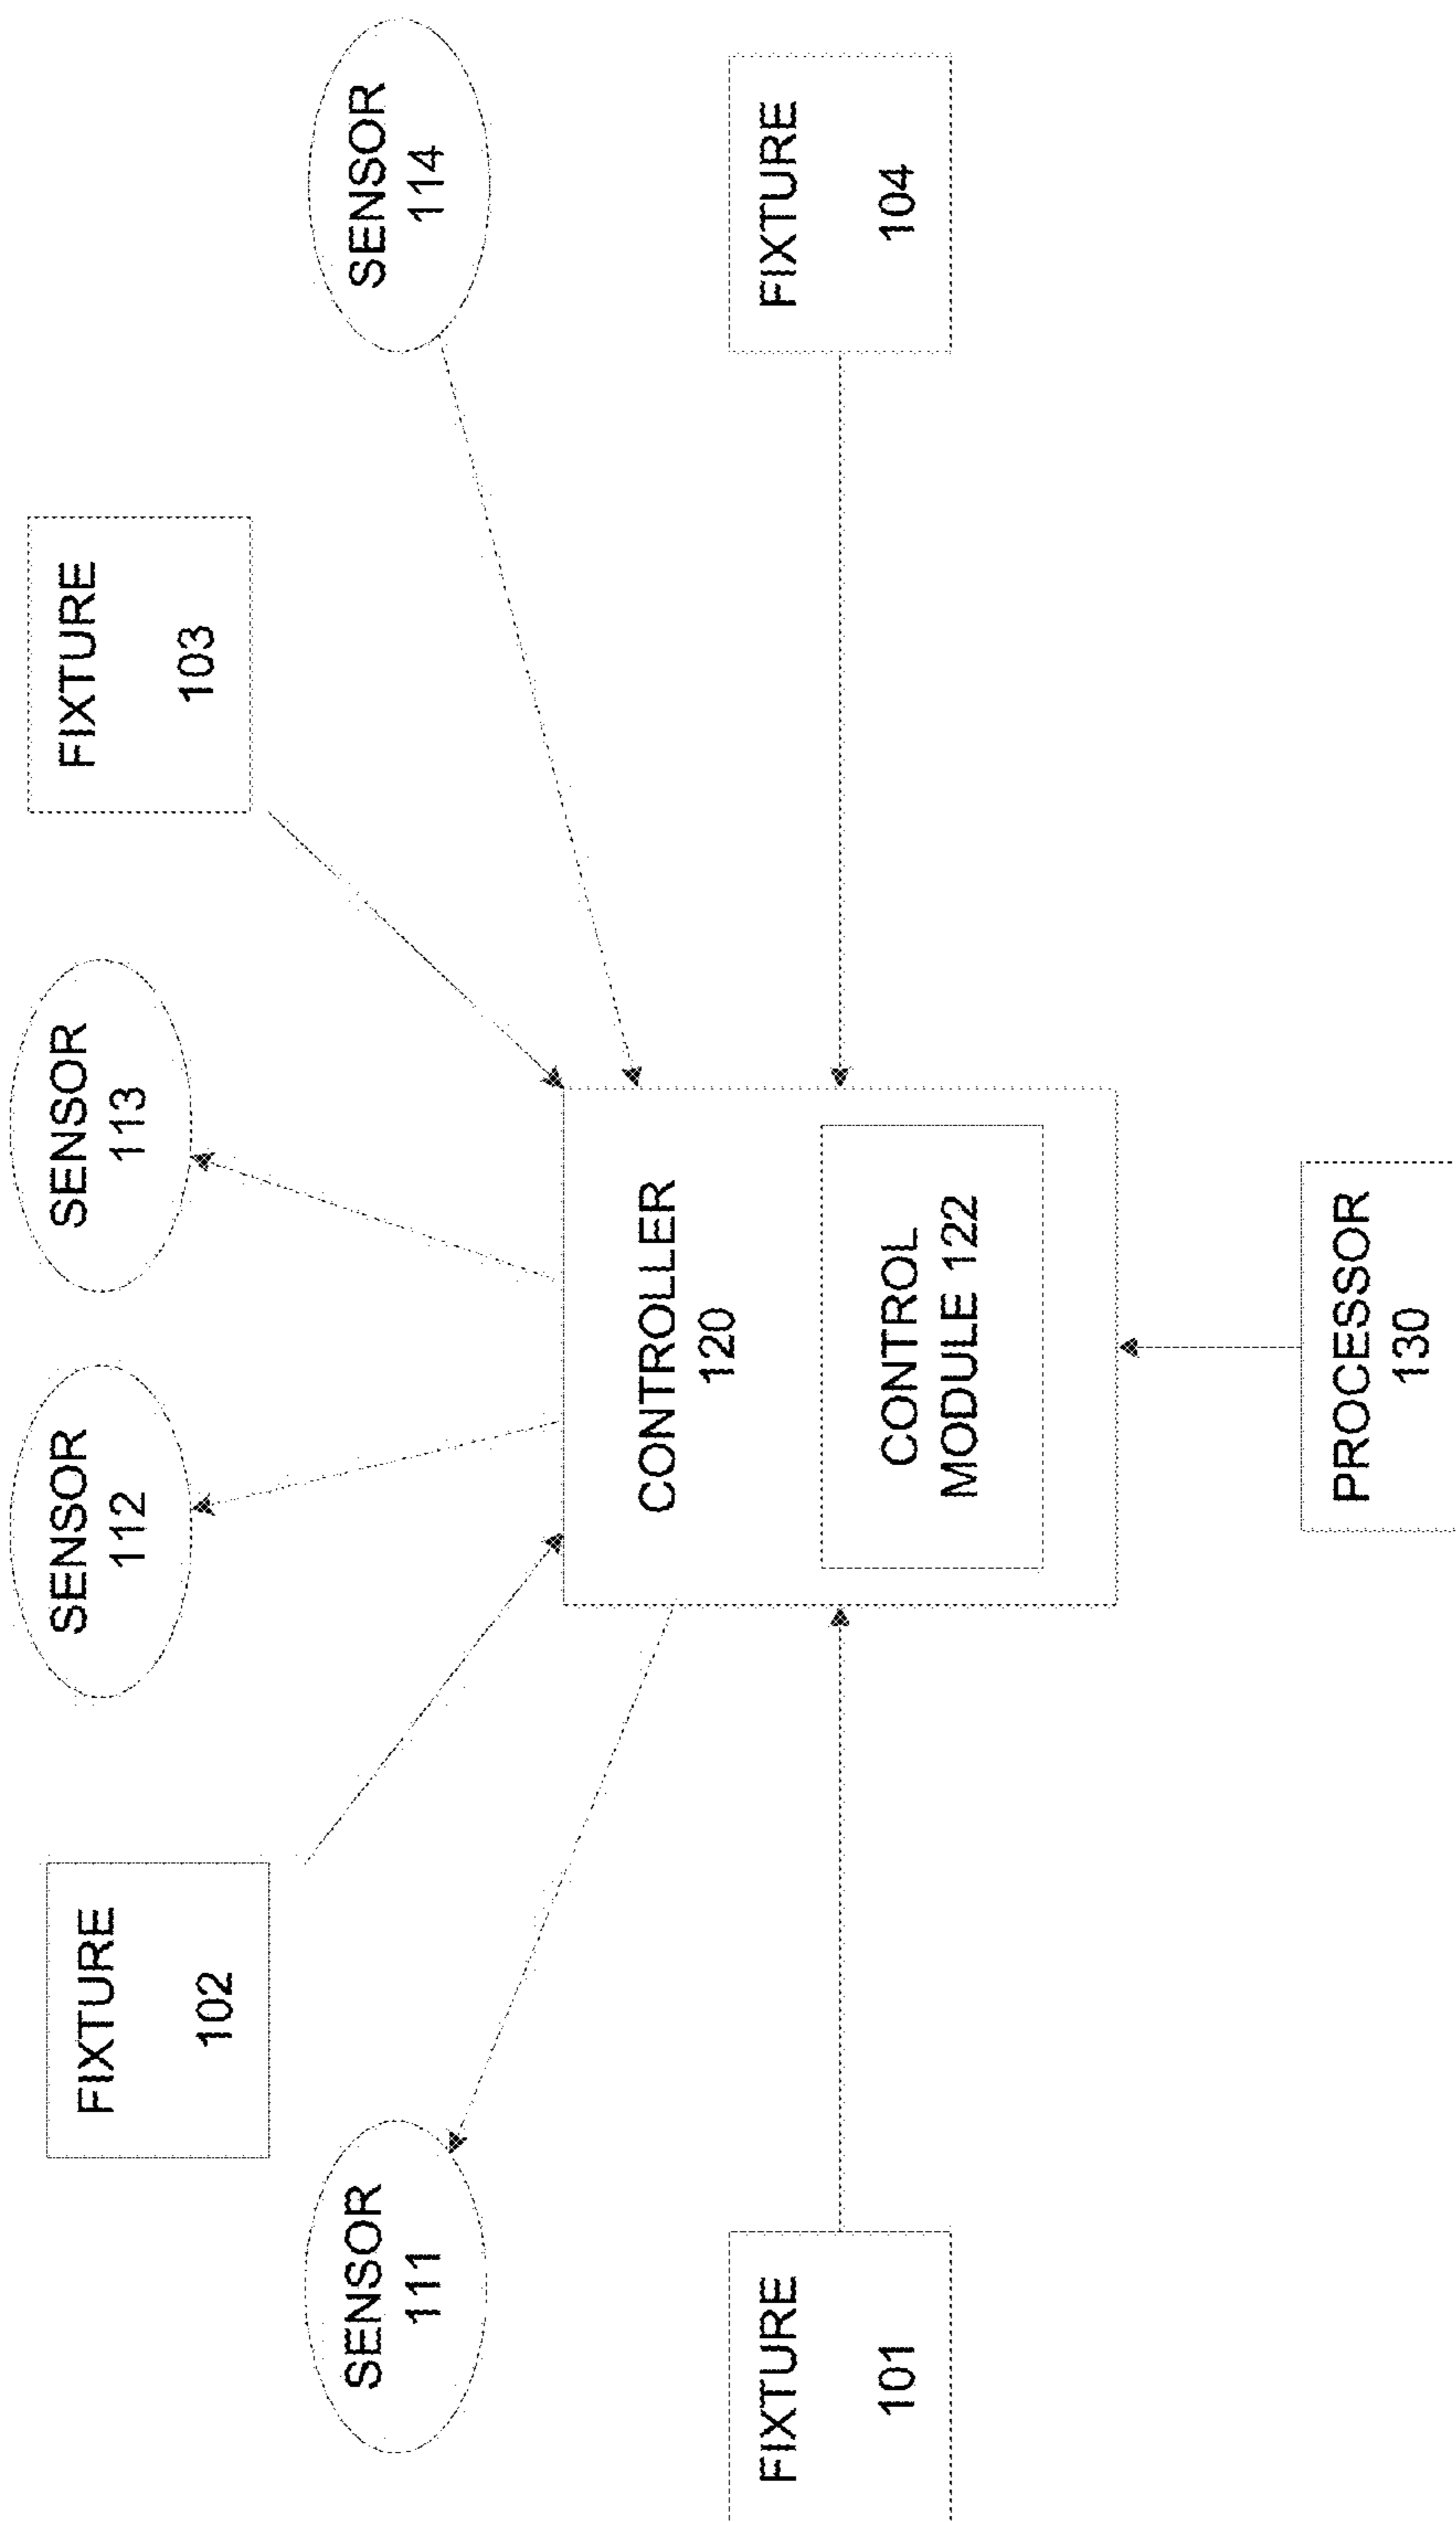 SENSOR
112
SENSOR
113
FIXTURE
102
FIXTURE
103
SENSOR
111
SENSOR
114
CONTROLLER
120
FIXTURE
101
FIXTURE
104
CONTROL
MODULE 122
PROCESSOR
130